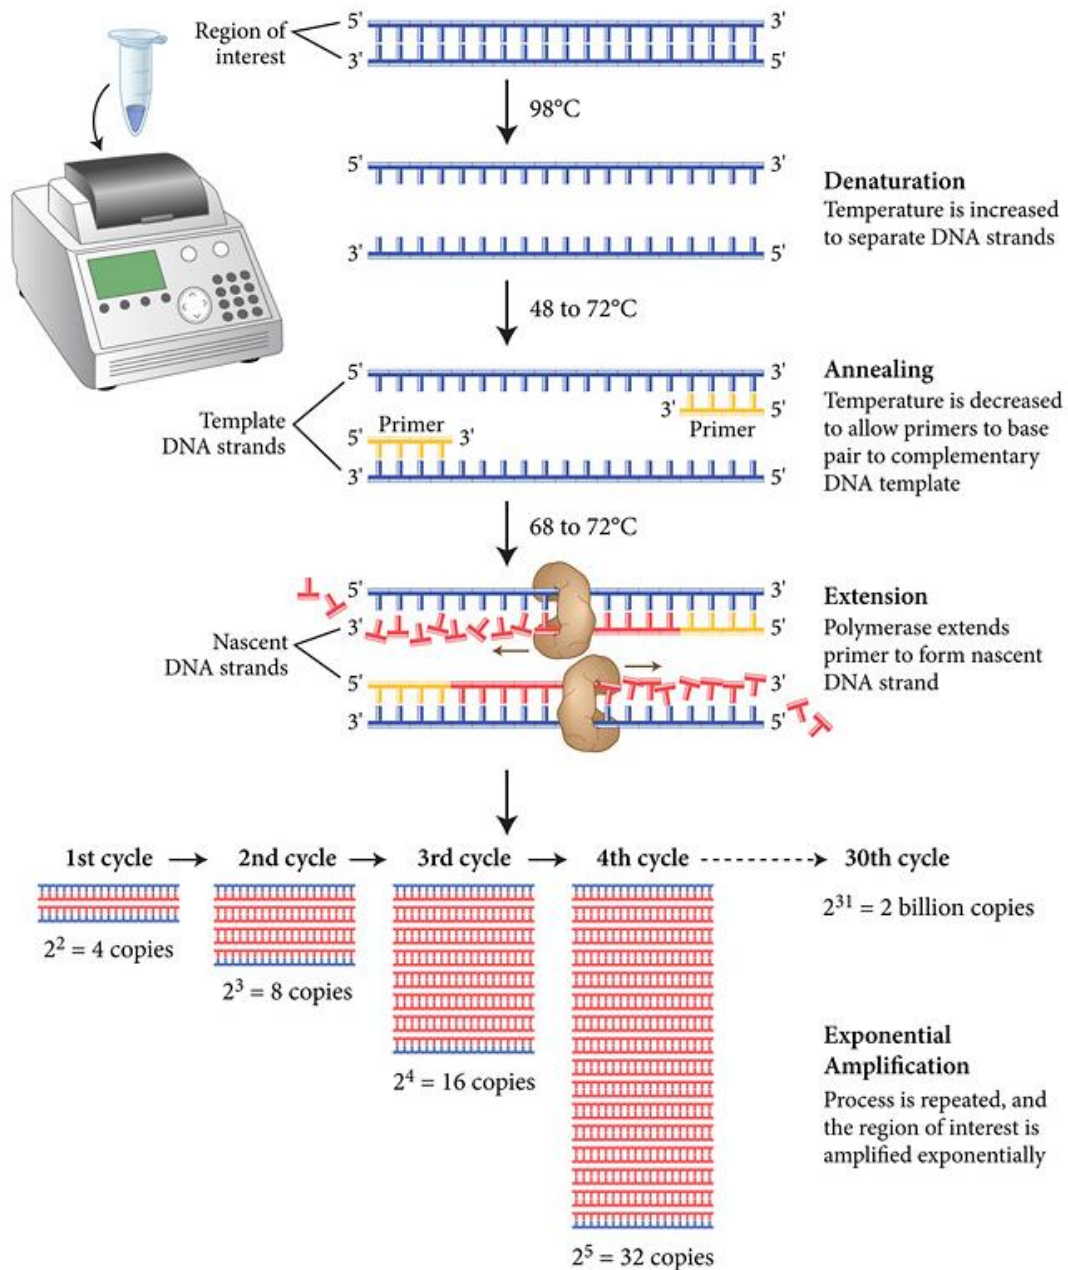 Region of
interest
5'
3'
3'
5'
98°C
5'
3'
3'
5'
Denaturation
Temperature is increased
to separate DNA strands
48 to 72°C
5'
3'
3'
5'
Primer
Template
DNA strands
Primer
5'
3'
3'
5'
Annealing
Temperature is decreased
to allow primers to base
pair to complementary
DNA template
68 to 72°C
5'
3'
3'
5'
Nascent
DNA strands
5'
3'
3'
5'
Extension
Polymerase extends
primer to form nascent
DNA strand
1st cycle
2nd cycle
3rd cycle
4th cycle
30th cycle
2² = 4 copies
2³ = 8 copies
2⁴ = 16 copies
2⁵ = 32 copies
2³¹ = 2 billion copies
Exponential
Amplification
Process is repeated, and
the region of interest is
amplified exponentially